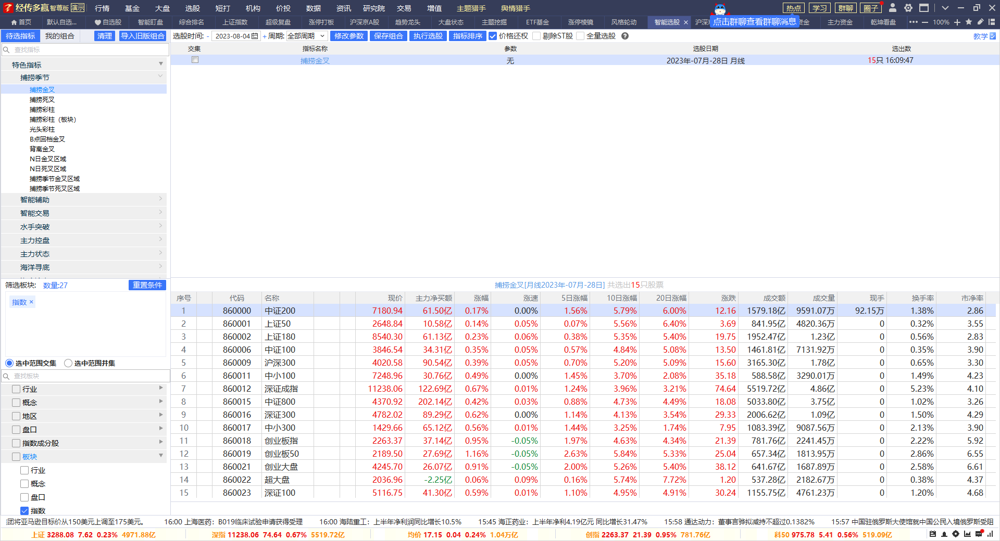 经传多赢 智尊版 演示 行情 基金 大盘 选股 短打 机构 价投 数据 资讯 研究院 交易 增值 主题猎手 舆情猎手 热点 学习 群聊 圈子
首页 默认自选... 自选股 智能盯盘 综合排名 上证指数 超级复盘 涨停打板 沪深京A股 趋势龙头 大盘状态 主题挖掘 ETF基金 涨停棱镜 风格轮动 智能选股 × 沪深京 点击群聊查看群聊消息 资金 主力资金 乾坤看盘 ••• 100%
待选指标 我的组合 清理 导入旧版组合 选股时间: - 2023-08-04 + 周期: 全部周期 修改参数 保存组合 执行选股 指标排序 价格还权 剔除ST股 全量选股 ? 教学
查找指标
交集 指标名称 参数 选股日期 选出数
捕捞金叉 无 2023年-07月-28日 月线 15只 16:09:47
特色指标
捕捞季节
捕捞金叉
捕捞死叉
捕捞彩柱
捕捞彩柱（板块）
光头彩柱
B点回档金叉
背离金叉
N日金叉区域
N日死叉区域
捕捞季节金叉区域
捕捞季节死叉区域
智能辅助
智能交易
水手突破
主力控盘
主力状态
海洋寻底
筛选板块: 数量:27 重置条件
指数 ×
选中范围交集 选中范围并集
查找板块
行业
概念
地区
盘口
指数成分股
板块
行业
概念
盘口
指数
捕捞金叉[月线2023年-07月-28日] 共选出15只股票
序号 代码 名称 现价 主力净买额 涨幅 涨速 5日涨幅 10日涨幅 20日涨幅 涨跌 成交额 成交量 现手 换手率 市净率
1 860000 中证200 7180.94 61.50亿 0.17% 0.00% 1.56% 5.79% 6.00% 12.16 1579.18亿 9591.07万 92.15万 1.38% 2.86
2 860001 上证50 2648.84 10.58亿 0.14% 0.05% 0.07% 5.56% 6.40% 3.69 841.95亿 4820.36万 0 0.32% 3.55
3 860002 上证180 8540.30 61.13亿 0.23% 0.06% 0.38% 5.35% 5.40% 19.75 1952.47亿 1.23亿 0 0.56% 2.83
4 860006 中证100 3846.54 34.31亿 0.35% 0.05% 0.57% 4.84% 5.08% 13.50 1461.81亿 7131.92万 0 0.35% 3.90
5 860009 沪深300 4020.58 90.54亿 0.39% 0.05% 0.70% 5.20% 5.09% 15.60 3165.30亿 1.78亿 0 0.65% 3.30
6 860011 中小100 7248.96 30.76亿 0.49% 0.00% 1.45% 3.70% 2.08% 35.18 588.58亿 3290.01万 0 1.49% 4.23
7 860012 深证成指 11238.06 122.69亿 0.67% 0.01% 1.24% 3.96% 3.21% 74.64 5519.72亿 4.86亿 0 5.23% 4.10
8 860015 中证800 4370.92 202.14亿 0.42% 0.03% 0.88% 4.73% 4.49% 18.08 5033.80亿 3.75亿 0 1.02% 3.26
9 860016 深证300 4782.02 89.29亿 0.62% 0.00% 1.14% 4.13% 3.54% 29.33 2006.62亿 1.09亿 0 1.50% 4.29
10 860017 中小300 1429.66 65.12亿 0.56% 0.01% 1.44% 3.25% 1.74% 7.95 1083.39亿 9087.56万 0 2.13% 3.90
11 860018 创业板指 2263.37 37.14亿 0.95% -0.05% 1.97% 4.63% 4.34% 21.39 781.76亿 2241.45万 0 2.22% 5.92
12 860019 创业板50 2189.50 27.69亿 1.16% -0.05% 2.63% 5.84% 5.33% 25.04 657.34亿 1813.95万 0 2.86% 6.55
13 860021 创业大盘 4245.70 26.07亿 0.91% -0.05% 2.00% 5.26% 5.40% 38.12 641.67亿 1687.89万 0 2.58% 6.61
14 860022 超大盘 2036.96 -2.25亿 0.06% 0.09% 0.16% 5.74% 7.72% 1.20 537.28亿 2182.67万 0 0.38% 4.37
15 860023 深证100 5116.75 41.30亿 0.59% 0.01% 1.10% 4.95% 4.91% 30.24 1155.75亿 4761.23万 0 1.20% 4.68
团将亚马逊目标价从150美元上调至175美元。 16:00 上海医药：B019临床试验申请获得受理 16:00 海陆重工：上半年净利润同比增长10.5% 15:45 海正药业：上半年净利4.19亿元 同比增长31.47% 15:58 通达动力：董事言骅拟减持不超过0.1382% 15:57 中国驻俄罗斯大使馆就中国公民入境俄罗斯受阻
上证 3288.08 7.62 0.23% 4971.88亿 深指 11238.06 74.64 0.67% 5519.72亿 均价 17.15 0.04 0.24% 1.04万亿 创指 2263.37 21.39 0.95% 781.76亿 科50 975.78 5.41 0.56% 519.09亿